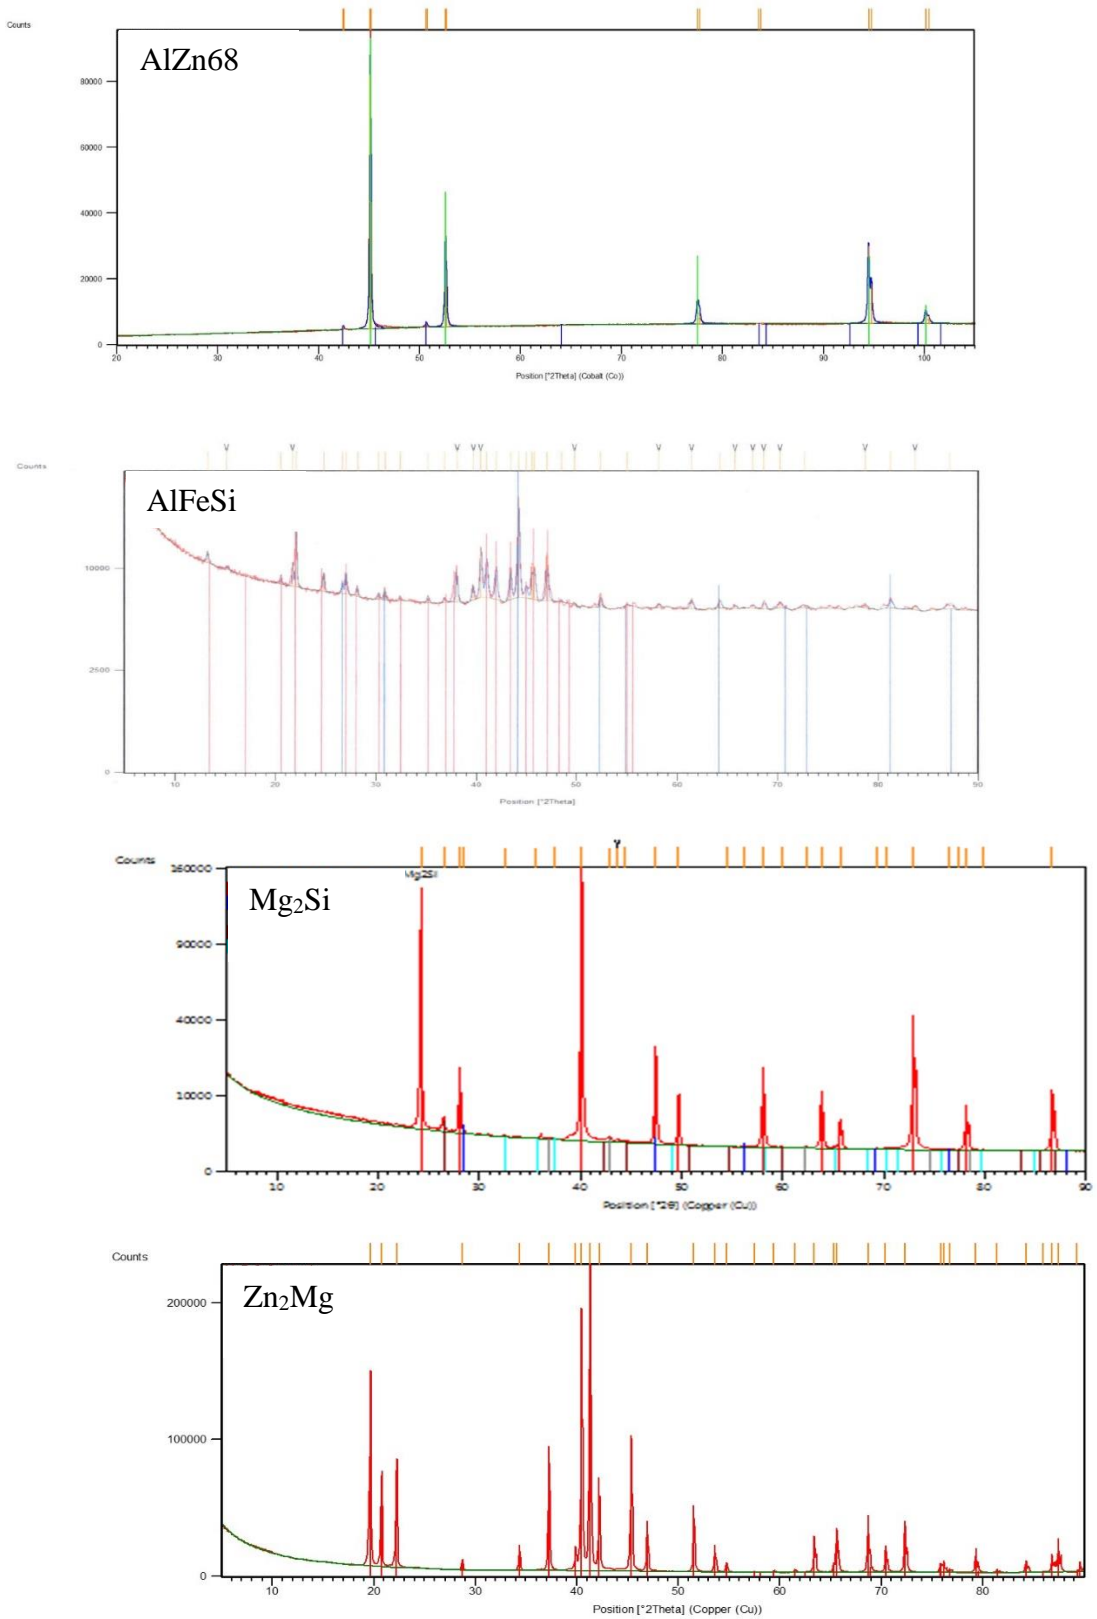 Counts
AlZn68
80000
60000
40000
20000
0
20 30 40 50 60 70 80 90 100
Position [°2Theta] (Cobalt (Co))
Counts
AlFeSi
10000
2500
0
10 20 30 40 50 60 70 80 90
Position [°2Theta]
Counts
Mg2Si
160000
Mg₂Si
90000
40000
10000
0
10 20 30 40 50 60 70 80 90
Position [°2θ] (Copper (Cu))
Counts
Zn₂Mg
200000
100000
0
10 20 30 40 50 60 70 80
Position [°2Theta] (Copper (Cu))